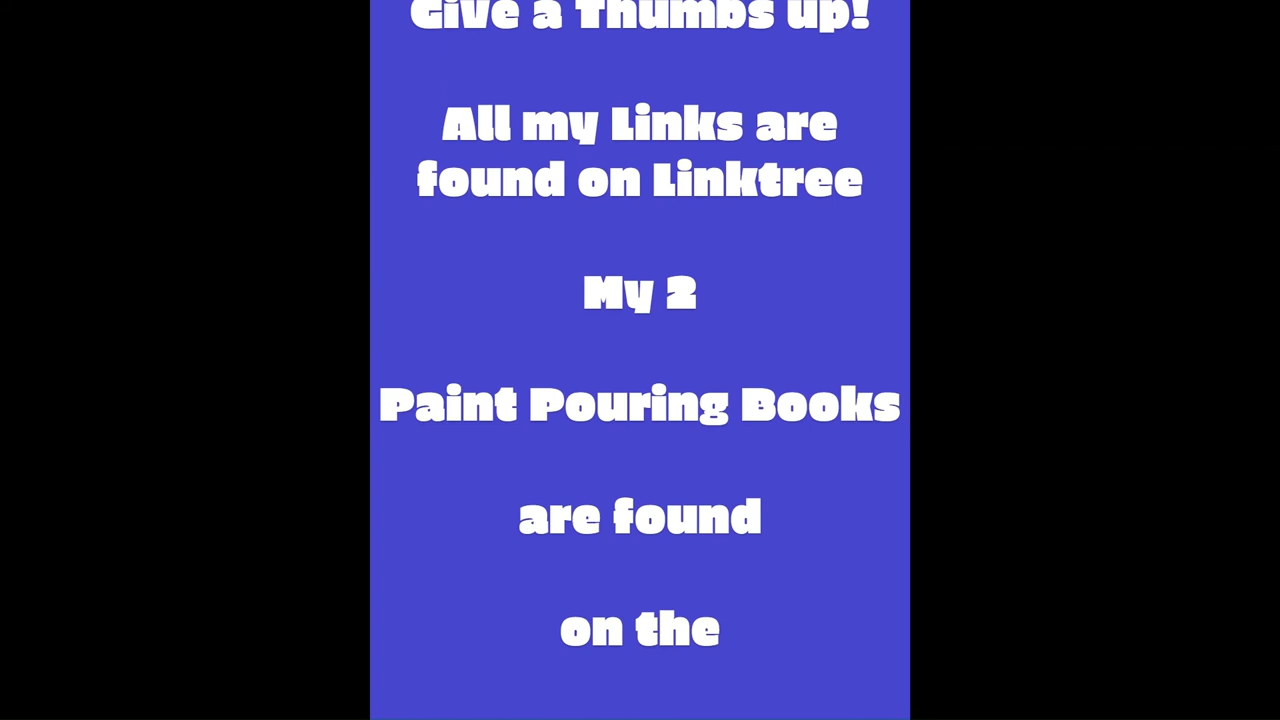 Give a Thumbs up!
All my Links are
found on Linktree
My 2
Paint Pouring Books
are found
on the